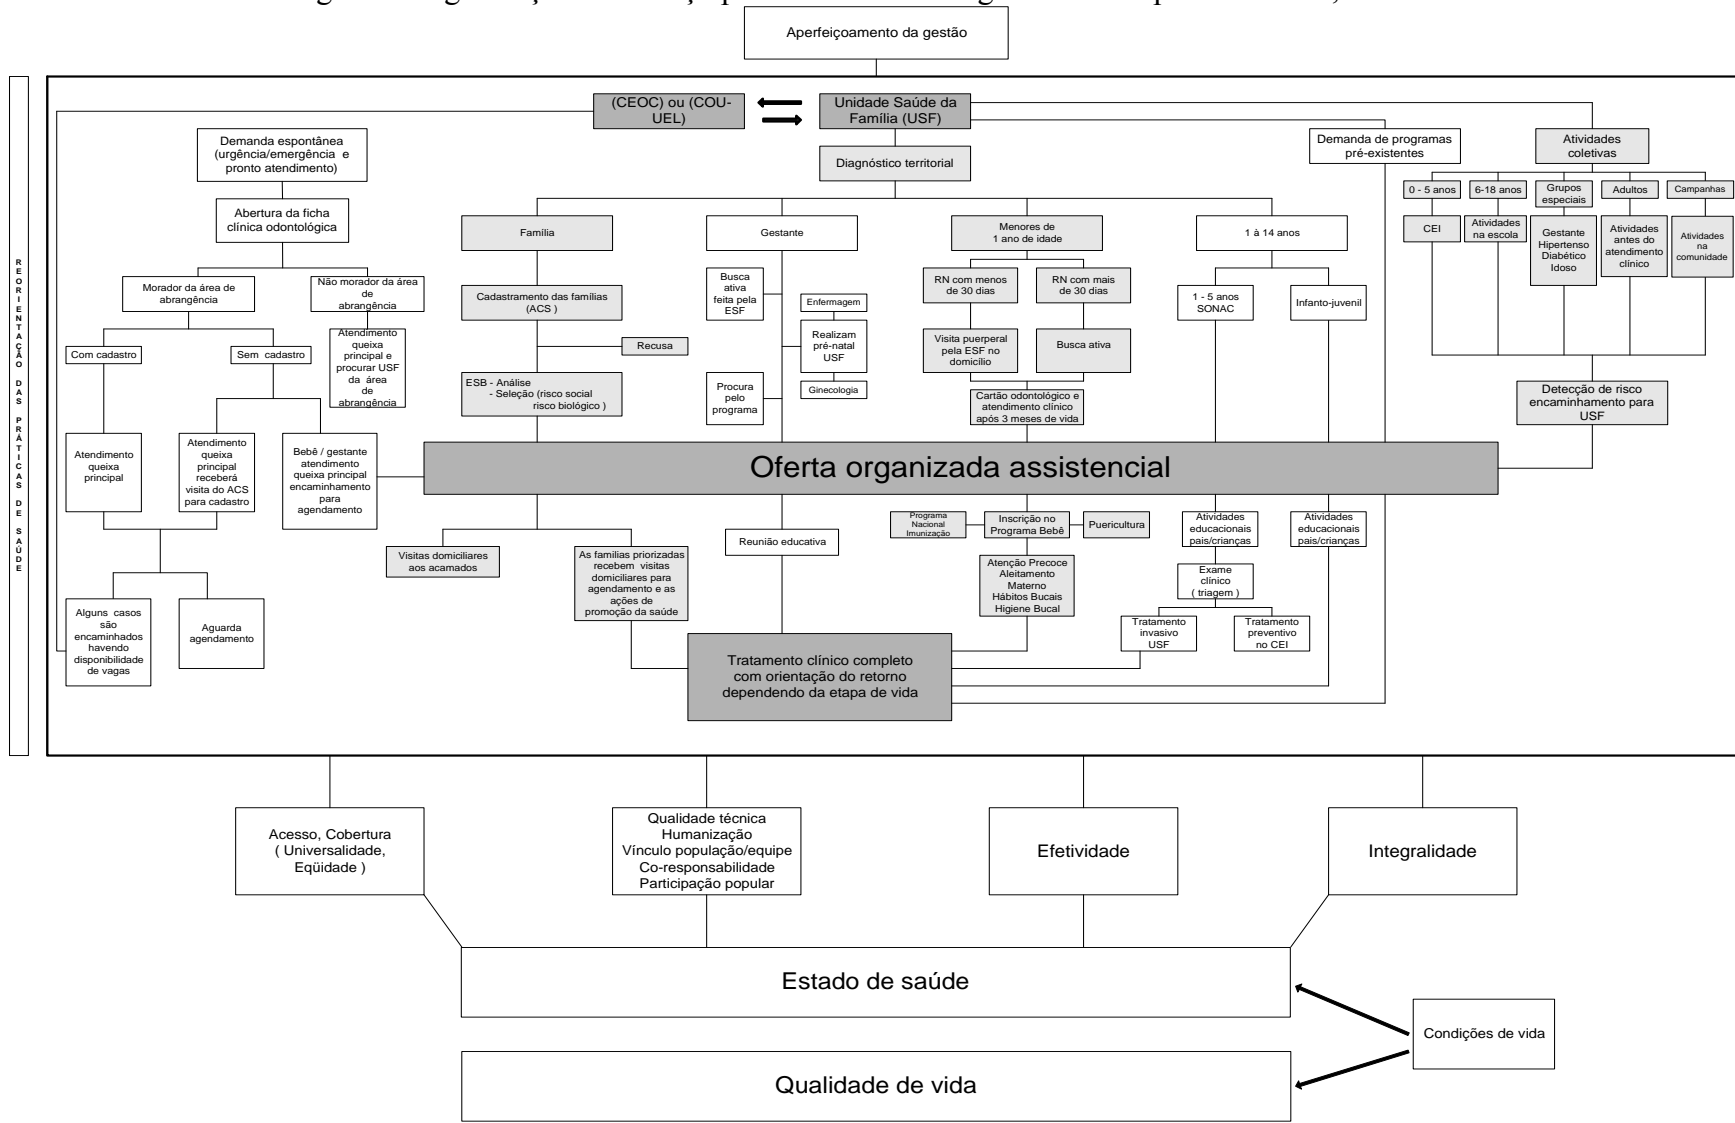 Aperfeiçoamento da gestão
REORIENTAÇÃO DAS PRÁTICAS DE SAÚDE
(CEOC) ou (COU-
UEL)
Unidade Saúde da
Família (USF)
Demanda espontânea
(urgência/emergência e
pronto atendimento)
Diagnóstico territorial
Demanda de programas
pré-existentes
Atividades
coletivas
0 - 5 anos
6-18 anos
Grupos
especiais
Adultos
Campanhas
Abertura da ficha
clínica odontológica
Família
Gestante
Menores de
1 ano de idade
1 à 14 anos
CEI
Atividades
na escola
Gestante
Hipertenso
Diabético
Idoso
Atividades
antes do
atendimento
clínico
Atividades
na
comunidade
Morador da área de
abrangência
Não morador da área
de
abrangência
Cadastramento das famílias
(ACS )
Busca
ativa
feita pela
ESF
Enfermagem
Realizam
pré-natal
USF
Ginecologia
RN com menos
de 30 dias
RN com mais
de 30 dias
1 - 5 anos
SONAC
Infanto-juvenil
Com cadastro
Sem cadastro
Atendimento
queixa
principal e
procurar USF
da área
de
abrangência
Recusa
Visita puerperal
pela ESF no
domicílio
Busca ativa
ESB - Análise
- Seleção (risco social
risco biológico )
Procura
pelo
programa
Cartão odontológico e
atendimento clínico
após 3 meses de vida
Detecção de risco
encaminhamento para
USF
Atendimento
queixa
principal
Atendimento
queixa
principal
receberá
visita do ACS
para cadastro
Bebê / gestante
atendimento
queixa principal
encaminhamento
para
agendamento
Oferta organizada assistencial
Visitas domiciliares
aos acamados
As familias priorizadas
recebem visitas
domiciliares para
agendamento e as
ações de
promoção da saúde
Reunião educativa
Programa
Nacional
Imunização
Inscrição no
Programa Bebê
Puericultura
Atividades
educacionais
pais/crianças
Atividades
educacionais
pais/crianças
Atenção Precoce
Aleitamento
Materno
Hábitos Bucais
Higiene Bucal
Exame
clínico
( triagem )
Tratamento
invasivo
USF
Tratamento
preventivo
no CEI
Alguns casos
são
encaminhados
havendo
disponibilidade
de vagas
Aguarda
agendamento
Tratamento clínico completo
com orientação do retorno
dependendo da etapa de vida
Acesso, Cobertura
( Universalidade,
Eqüidade )
Qualidade técnica
Humanização
Vínculo população/equipe
Co-responsabilidade
Participação popular
Efetividade
Integralidade
Estado de saúde
Condições de vida
Qualidade de vida